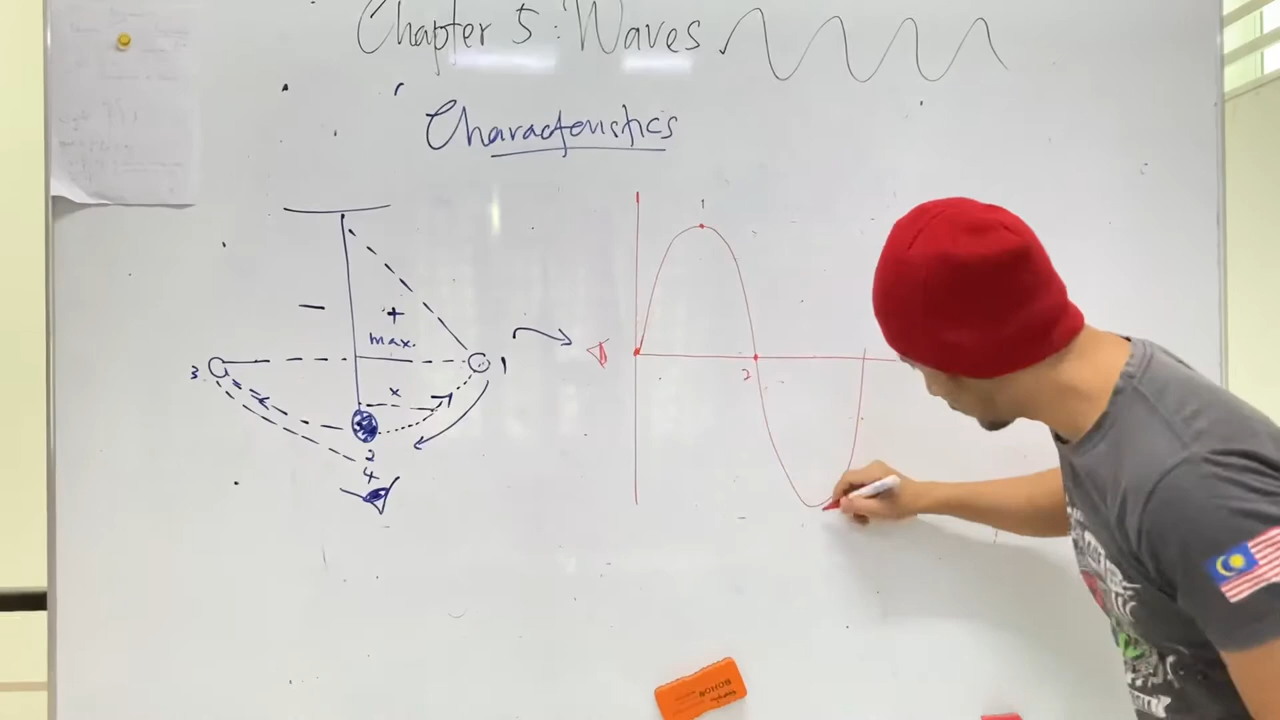 Chapter 5: Waves
Characteristics
1
- +
max.
3
1
x
2
2
4